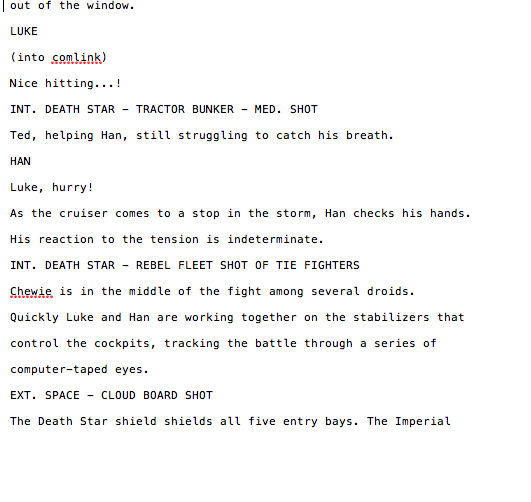 out of the window.
LUKE
(into comlink)
Nice hitting...!
INT. DEATH STAR – TRACTOR BUNKER – MED. SHOT
Ted, helping Han, still struggling to catch his breath.
HAN
Luke, hurry!
As the cruiser comes to a stop in the storm, Han checks his hands.
His reaction to the tension is indeterminate.
INT. DEATH STAR – REBEL FLEET SHOT OF TIE FIGHTERS
Chewie is in the middle of the fight among several droids.
Quickly Luke and Han are working together on the stabilizers that
control the cockpits, tracking the battle through a series of
computer-taped eyes.
EXT. SPACE – CLOUD BOARD SHOT
The Death Star shield shields all five entry bays. The Imperial